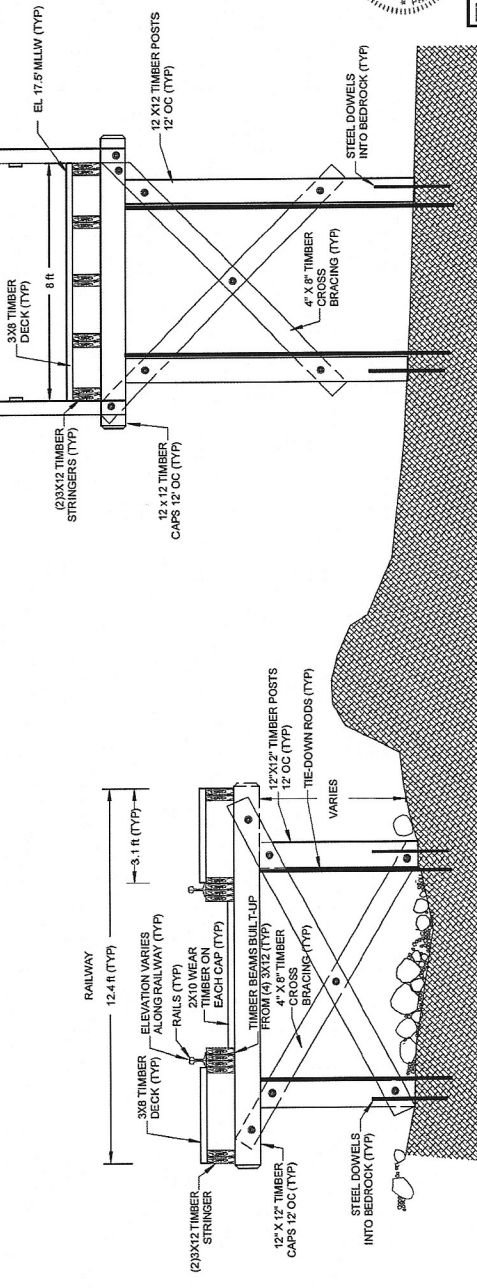 RAILWAY
12.4 ft (TYP)
ELEVATION VARIES
ALONG RAILWAY (TYP)
RAILS (TYP)
3X8 TIMBER
DECK (TYP)
2X10 WEAR
TIMBER ON
EACH CAP (TYP)
3.1 ft (TYP)
(2)3X12 TIMBER
STRINGER
TIMBER BEAMS BUILT-UP
FROM (4) 3X12 (TYP)
4" X 8" TIMBER
CROSS
BRACING (TYP)
12"X12" TIMBER POSTS
12' OC (TYP)
TIE-DOWN RODS (TYP)
VARIES
12" X 12" TIMBER
CAPS 12' OC (TYP)
STEEL DOWELS
INTO BEDROCK (TYP)
3X8 TIMBER
DECK (TYP)
8 ft
EL 17.5' MLLW (TYP)
(2)3X12 TIMBER
STRINGERS (TYP)
12 x 12 TIMBER
CAPS 12' OC (TYP)
12 X12 TIMBER POSTS
12' OC (TYP)
4" X 8" TIMBER
CROSS
BRACING (TYP)
STEEL DOWELS
INTO BEDROCK (TYP)